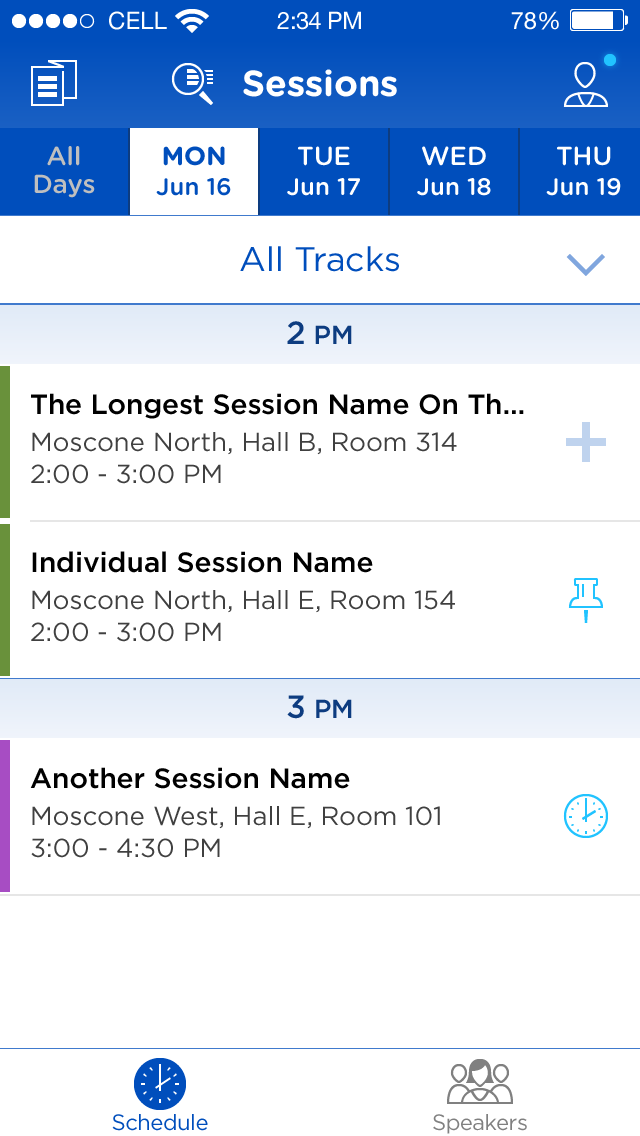 CELL 2:34 PM 78%
Sessions
All Days
MON Jun 16
TUE Jun 17
WED Jun 18
THU Jun 19
All Tracks
2 PM
The Longest Session Name On Th...
Moscone North, Hall B, Room 314
2:00 - 3:00 PM
Individual Session Name
Moscone North, Hall E, Room 154
2:00 - 3:00 PM
3 PM
Another Session Name
Moscone West, Hall E, Room 101
3:00 - 4:30 PM
Schedule
Speakers